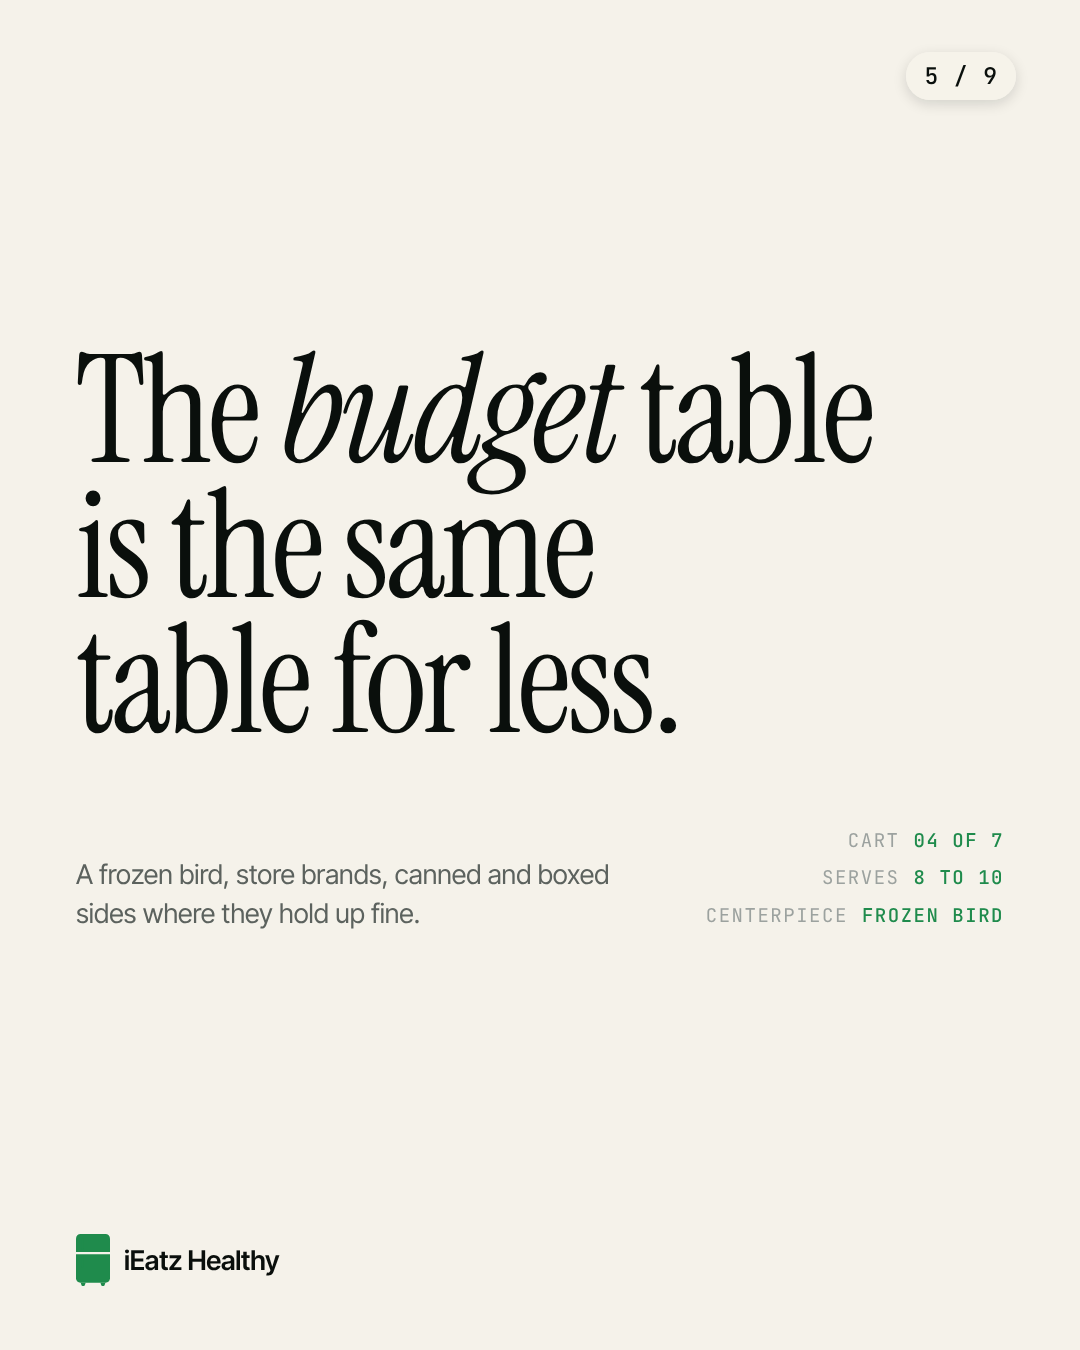 5 / 9
The budget table
is the same
table for less.
A frozen bird, store brands, canned and boxed
sides where they hold up fine.
CART 04 OF 7
SERVES 8 TO 10
CENTERPIECE FROZEN BIRD
iEatz Healthy